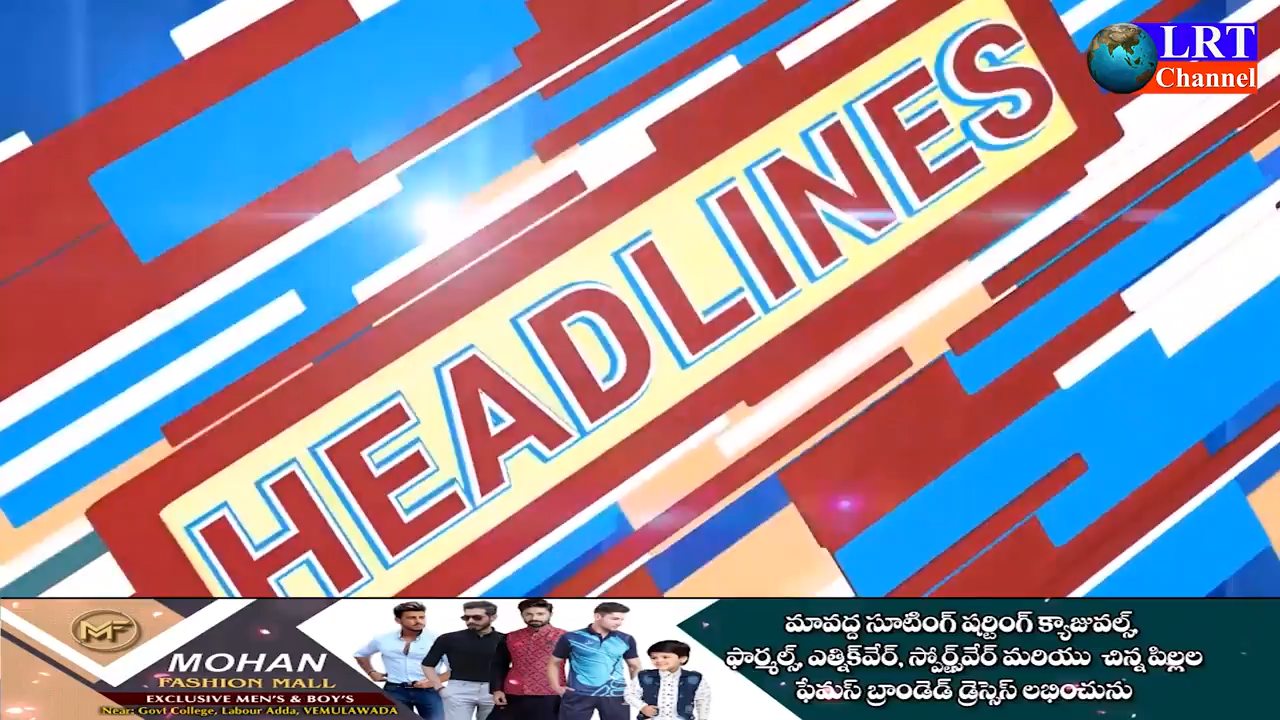 LRT
Channel
HEADLINES
MF
MOHAN
FASHION MALL
EXCLUSIVE MEN'S & BOY'S
Near: Govt College, Labour Adda, VEMULAWADA
మావద్ద సూటింగ్ షర్టింగ్ క్యాజువల్స్,
ఫార్మల్స్, ఎత్నిక్‌వేర్, స్పోర్ట్స్‌వేర్ మరియు చిన్నపిల్లల
ఫేమస్ బ్రాండెడ్ డ్రెస్సెస్ లభించును